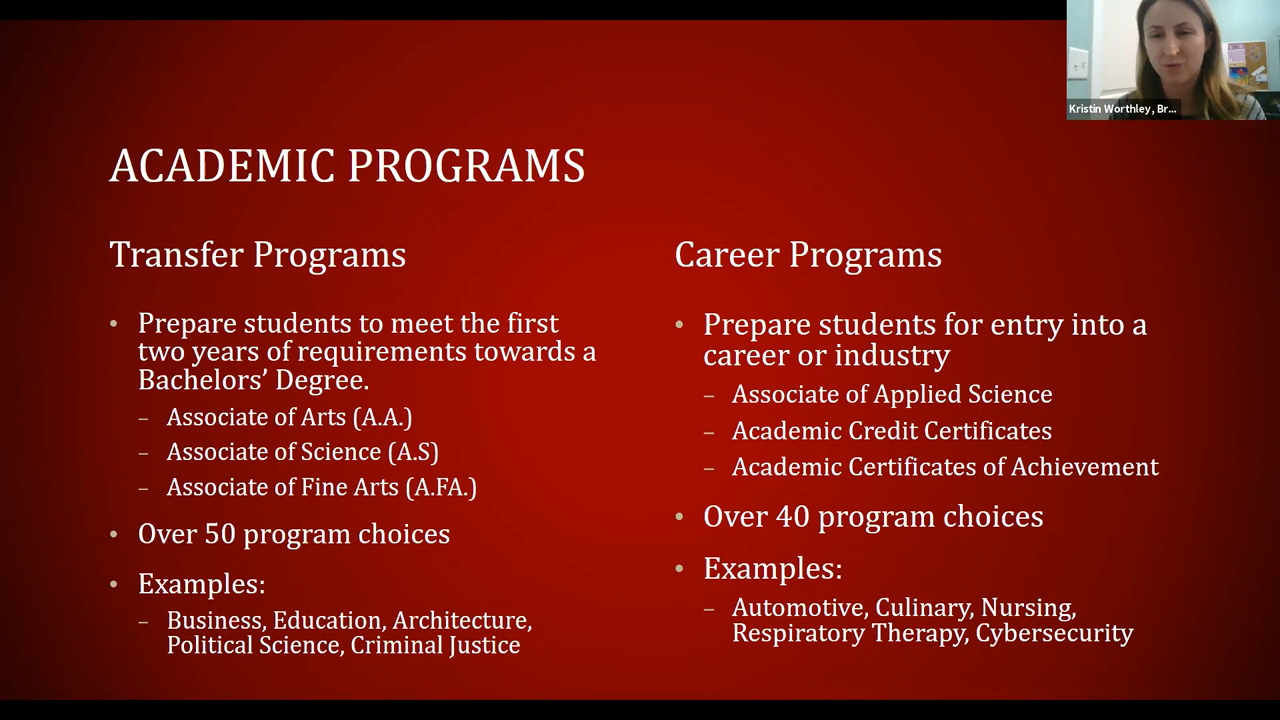 Kristin Worthley, Br...
ACADEMIC PROGRAMS
Transfer Programs
• Prepare students to meet the first
two years of requirements towards a
Bachelors’ Degree.
– Associate of Arts (A.A.)
– Associate of Science (A.S)
– Associate of Fine Arts (A.FA.)
• Over 50 program choices
• Examples:
– Business, Education, Architecture,
Political Science, Criminal Justice
Career Programs
• Prepare students for entry into a
career or industry
– Associate of Applied Science
– Academic Credit Certificates
– Academic Certificates of Achievement
• Over 40 program choices
• Examples:
– Automotive, Culinary, Nursing,
Respiratory Therapy, Cybersecurity